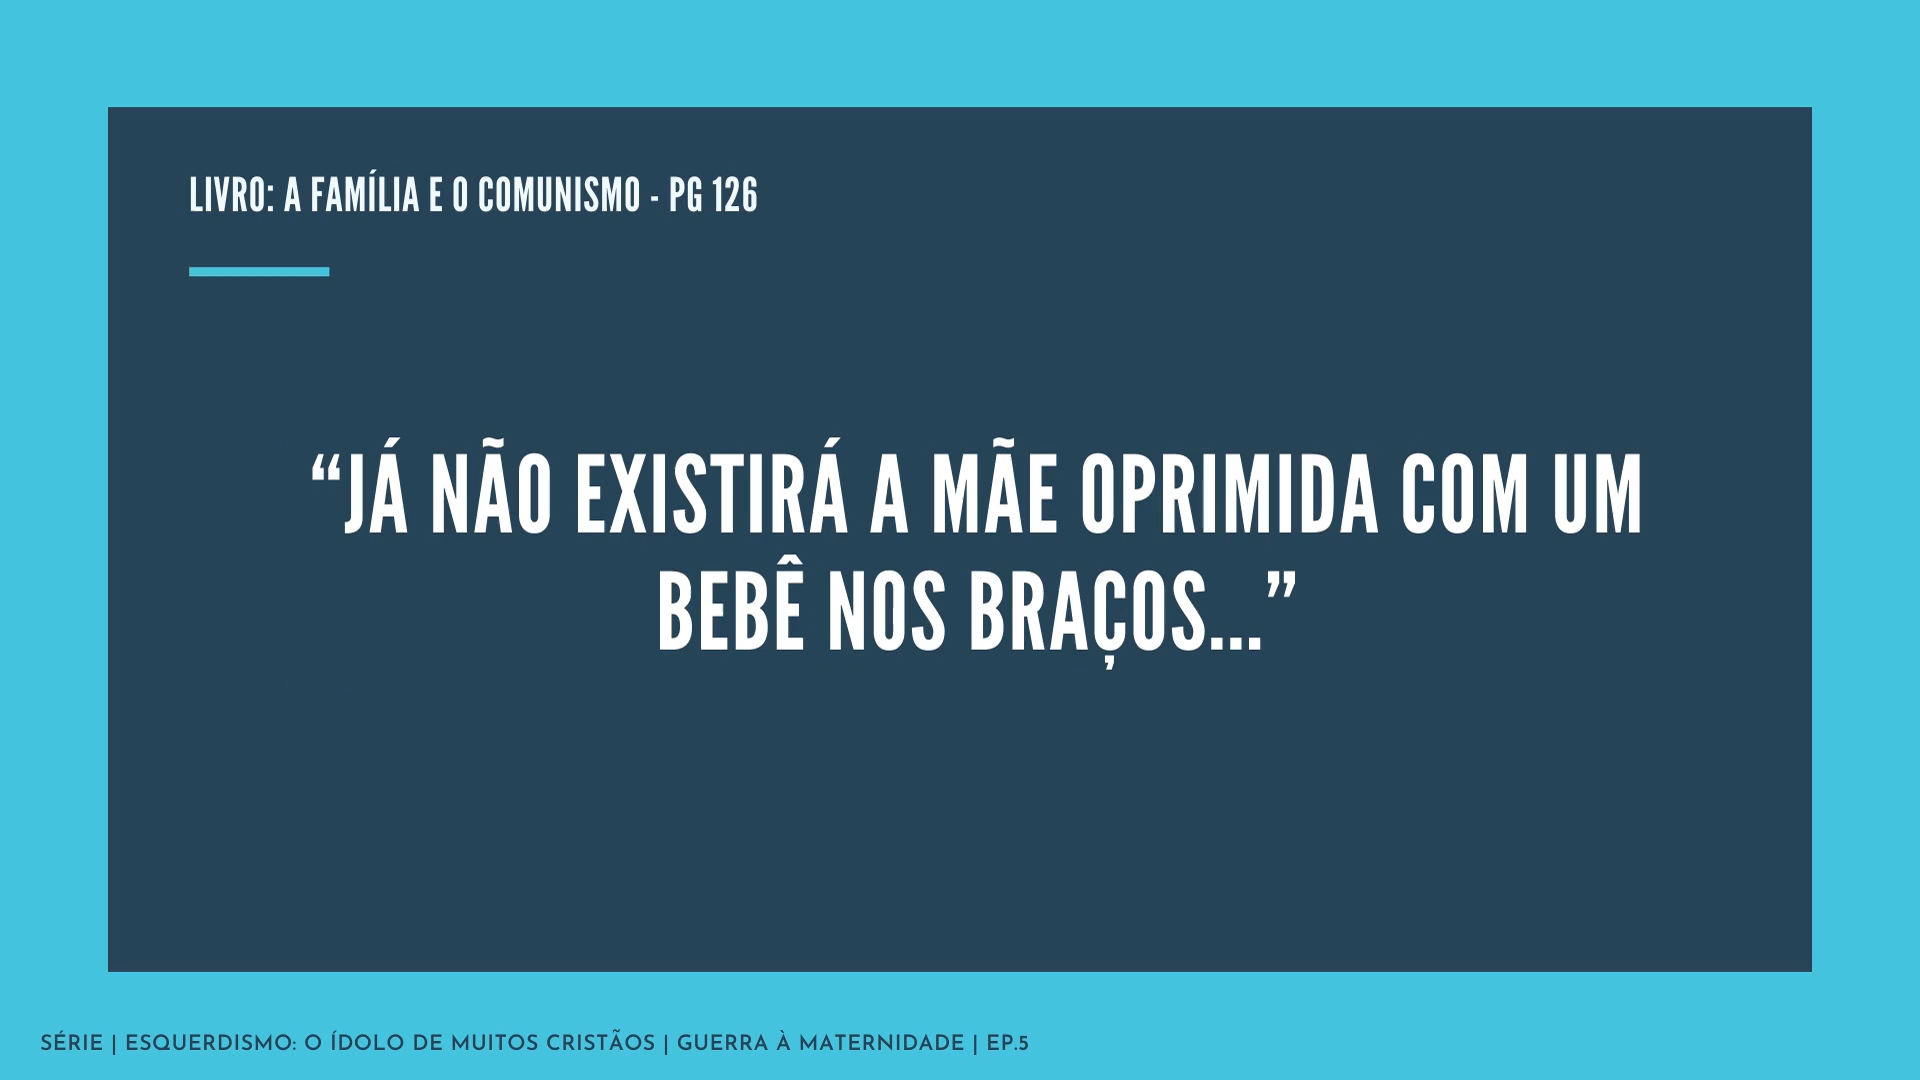 LIVRO: A FAMÍLIA E O COMUNISMO - PG 126
“JÁ NÃO EXISTIRÁ A MÃE OPRIMIDA COM UM
BEBÊ NOS BRAÇOS...”
SÉRIE | ESQUERDISMO: O ÍDOLO DE MUITOS CRISTÃOS | GUERRA À MATERNIDADE | EP.5